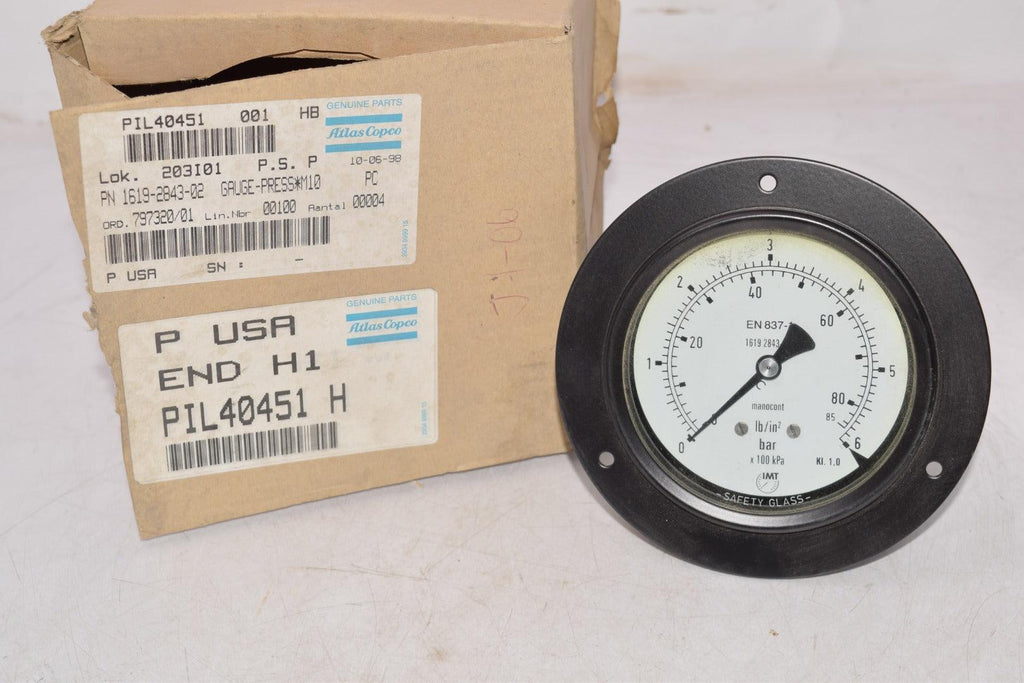 PIL40451 001 HB
GENUINE PARTS
Atlas Copco
Lok. 203I01 P.S. P 10-06-98
PN 1619-2843-02 GAUGE-PRESS*M10 PC
ORD. 797320/01 Lin.Nbr 00100 Aantal 00004
P USA SN : -
GENUINE PARTS
Atlas Copco
P USA
END H1
PIL40451 H
0 1 2 3 4 5 6
0 20 40 60 80 85
EN 837-
1619 2843
manocont
lb/in²
bar
x 100 kPa
Kl. 1,0
IMT
-SAFETY GLASS-